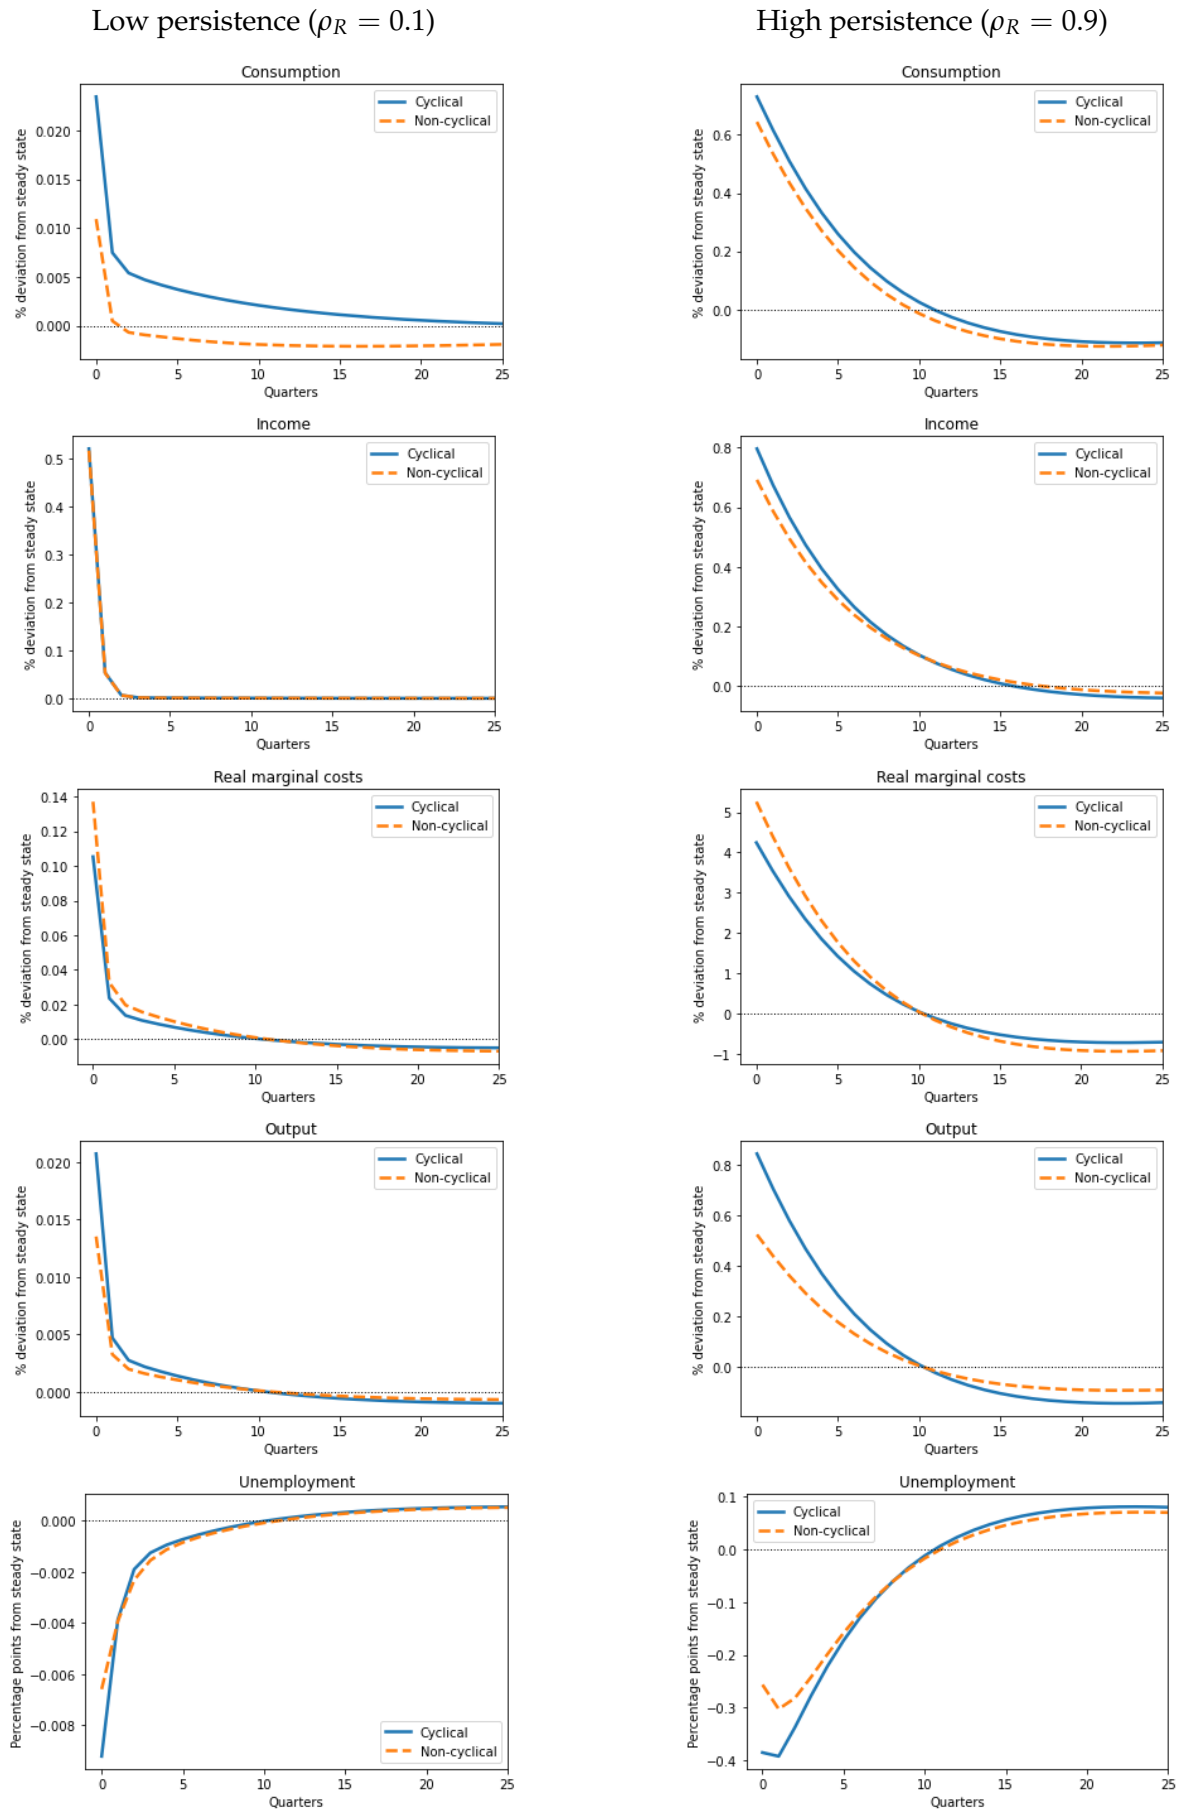 Low persistence (ρR = 0.1)
High persistence (ρR = 0.9)
Consumption
% deviation from steady state
0.020
0.015
0.010
0.005
0.000
Cyclical
Non-cyclical
0 5 10 15 20 25
Quarters
Consumption
% deviation from steady state
0.6
0.4
0.2
0.0
Cyclical
Non-cyclical
0 5 10 15 20 25
Quarters
Income
% deviation from steady state
0.5
0.4
0.3
0.2
0.1
0.0
Cyclical
Non-cyclical
0 5 10 15 20 25
Quarters
Income
% deviation from steady state
0.8
0.6
0.4
0.2
0.0
Cyclical
Non-cyclical
0 5 10 15 20 25
Quarters
Real marginal costs
% deviation from steady state
0.14
0.12
0.10
0.08
0.06
0.04
0.02
0.00
Cyclical
Non-cyclical
0 5 10 15 20 25
Quarters
Real marginal costs
% deviation from steady state
5
4
3
2
1
0
−1
Cyclical
Non-cyclical
0 5 10 15 20 25
Quarters
Output
% deviation from steady state
0.020
0.015
0.010
0.005
0.000
Cyclical
Non-cyclical
0 5 10 15 20 25
Quarters
Output
% deviation from steady state
0.8
0.6
0.4
0.2
0.0
Cyclical
Non-cyclical
0 5 10 15 20 25
Quarters
Unemployment
Percentage points from steady state
0.000
−0.002
−0.004
−0.006
−0.008
Cyclical
Non-cyclical
0 5 10 15 20 25
Quarters
Unemployment
Percentage points from steady state
0.1
0.0
−0.1
−0.2
−0.3
−0.4
Cyclical
Non-cyclical
0 5 10 15 20 25
Quarters